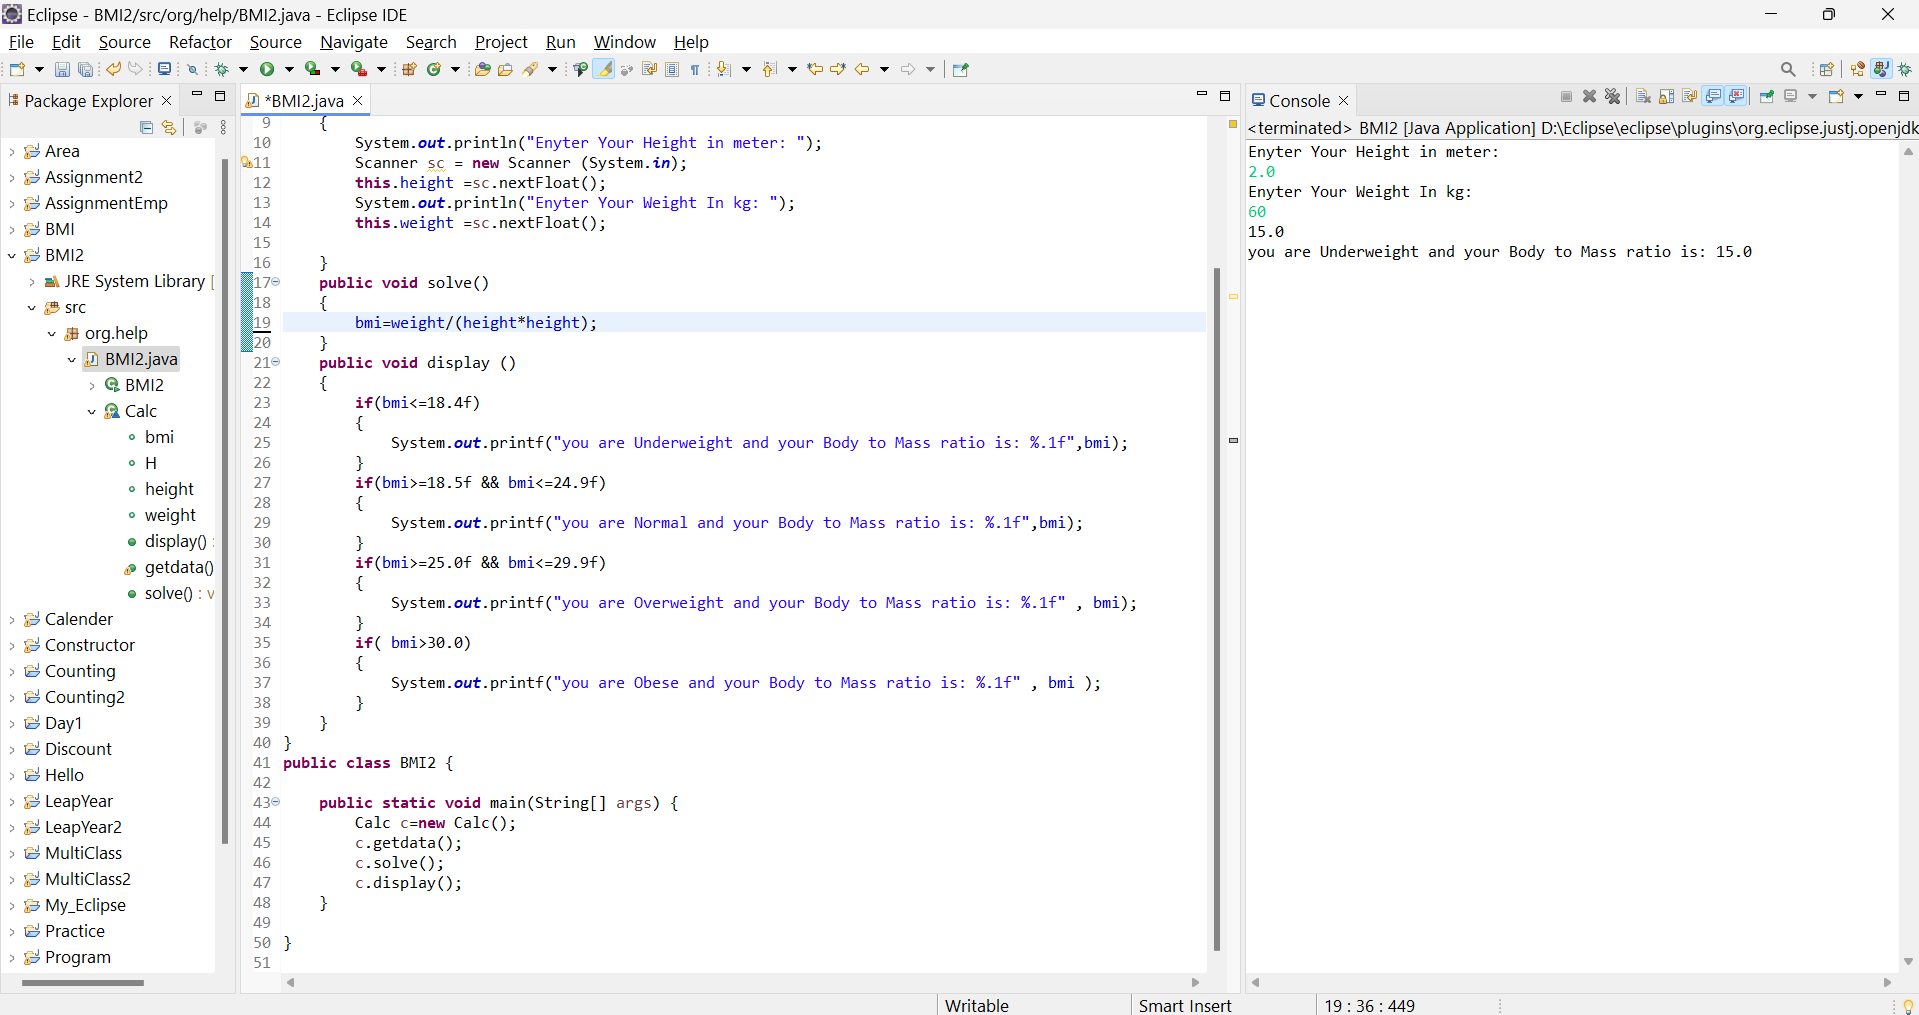 Eclipse - BMI2/src/org/help/BMI2.java - Eclipse IDE
File Edit Source Refactor Source Navigate Search Project Run Window Help
Package Explorer
Area
Assignment2
AssignmentEmp
BMI
BMI2
JRE System Library [
src
org.help
BMI2.java
BMI2
Calc
bmi
H
height
weight
display() :
getdata()
solve() : v
Calender
Constructor
Counting
Counting2
Day1
Discount
Hello
LeapYear
LeapYear2
MultiClass
MultiClass2
My_Eclipse
Practice
Program
*BMI2.java
9 {
10 System.out.println("Enyter Your Height in meter: ");
11 Scanner sc = new Scanner (System.in);
12 this.height =sc.nextFloat();
13 System.out.println("Enyter Your Weight In kg: ");
14 this.weight =sc.nextFloat();
15
16 }
17 public void solve()
18 {
19 bmi=weight/(height*height);
20 }
21 public void display ()
22 {
23 if(bmi<=18.4f)
24 {
25 System.out.printf("you are Underweight and your Body to Mass ratio is: %.1f",bmi);
26 }
27 if(bmi>=18.5f && bmi<=24.9f)
28 {
29 System.out.printf("you are Normal and your Body to Mass ratio is: %.1f",bmi);
30 }
31 if(bmi>=25.0f && bmi<=29.9f)
32 {
33 System.out.printf("you are Overweight and your Body to Mass ratio is: %.1f" , bmi);
34 }
35 if( bmi>30.0)
36 {
37 System.out.printf("you are Obese and your Body to Mass ratio is: %.1f" , bmi );
38 }
39 }
40 }
41 public class BMI2 {
42
43 public static void main(String[] args) {
44 Calc c=new Calc();
45 c.getdata();
46 c.solve();
47 c.display();
48 }
49
50 }
51
Console
<terminated> BMI2 [Java Application] D:\Eclipse\eclipse\plugins\org.eclipse.justj.openjdk
Enyter Your Height in meter:
2.0
Enyter Your Weight In kg:
60
15.0
you are Underweight and your Body to Mass ratio is: 15.0
Writable Smart Insert 19 : 36 : 449